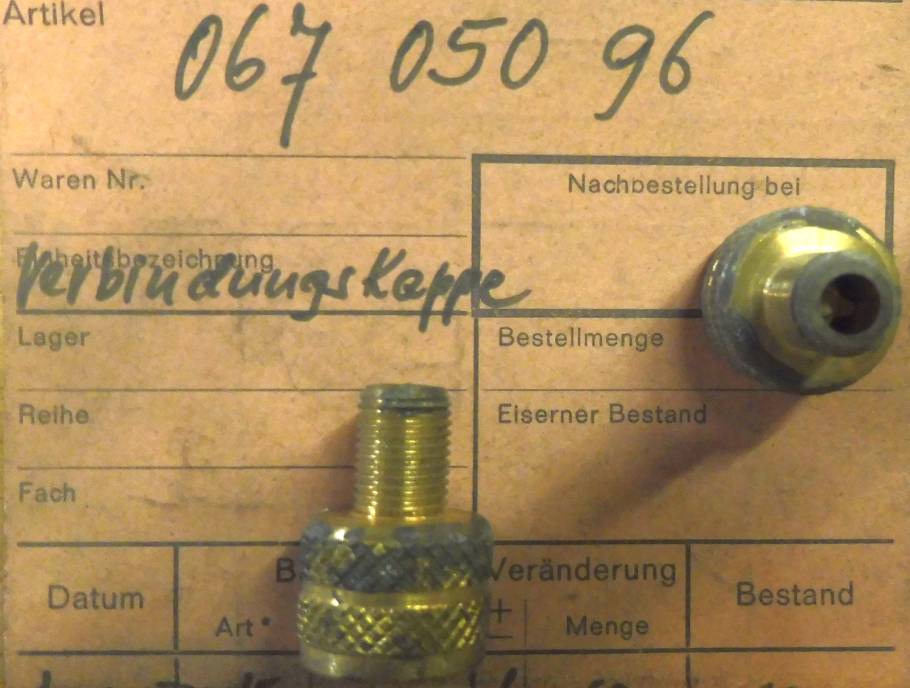 Artikel
067 050 96
Waren Nr.
Nachbestellung bei
Einheitsbezeichnung
Verbindungskappe
Lager
Bestellmenge
Reihe
Eiserner Bestand
Fach
Datum
Veränderung
Bestand
Art*
+
−
Menge